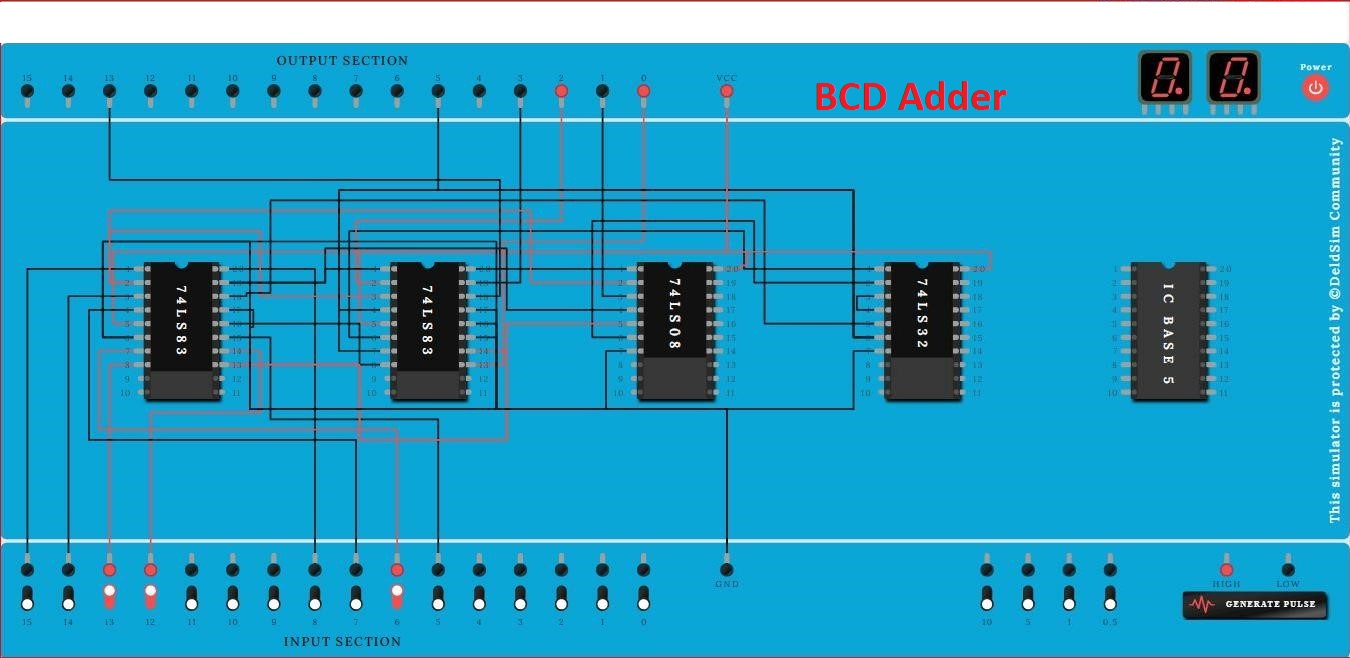 OUTPUT SECTION
BCD Adder
Power
15 14 13 12 11 10 9 8 7 6 5 4 3 2 1 0 VCC
74LS83
74LS83
74LS08
74LS32
IC BASE 5
1 20
2 19
3 18
4 17
5 16
6 15
7 14
8 13
9 12
10 11
This simulator is protected by ©DeldSim Community
GND
HIGH LOW
GENERATE PULSE
15 14 13 12 11 10 9 8 7 6 5 4 3 2 1 0 10 5 1 0.5
INPUT SECTION